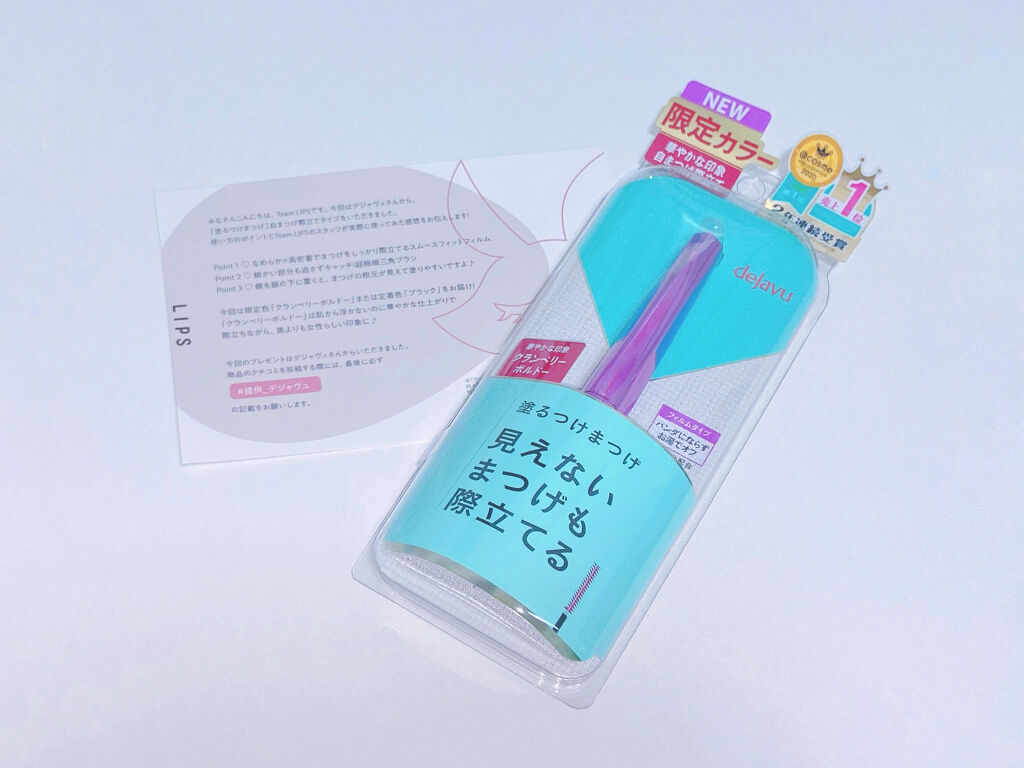 みなさんこんにちは、Team LIPSです。今回はデジャヴュさんから、
『塗るつけまつげ』自まつげ際立てタイプをいただきました。
使い方のポイントとTeam LIPSのスタッフが実際に使ってみた感想をお伝えします!
Point 1 ♡ なめらか×高密着でまつげをしっかり際立てるスムースフィットフィルム
Point 2 ♡ 細かい部分も逃さずキャッチ!超極細三角ブラシ
Point 3 ♡ 鏡を顔の下に置くと、まつげの根元が見えて塗りやすいですよ♪
今回は限定色「クランベリーボルドー」または定番色「ブラック」をお届け!
「クランベリーボルドー」は肌から浮かないのに華やかな仕上がりで
際立ちながら、黒よりも女性らしい印象に♪
今回のプレゼントはデジャヴュさんからいただきました。
商品のクチコミを投稿する際には、最後に必ず
#提供_デジャヴュ
の記載をお願いします。
LIPS
NEW
限定カラー
華やかな印象
自まつげ際立て
@cosme
2020
売上1位
2年連続受賞
dejavu
華やかな印象
クランベリー
ボルドー
フィルムタイプ
パンダにならず
お湯でオフ
塗るつけまつげ
見えない
まつげも
際立てる